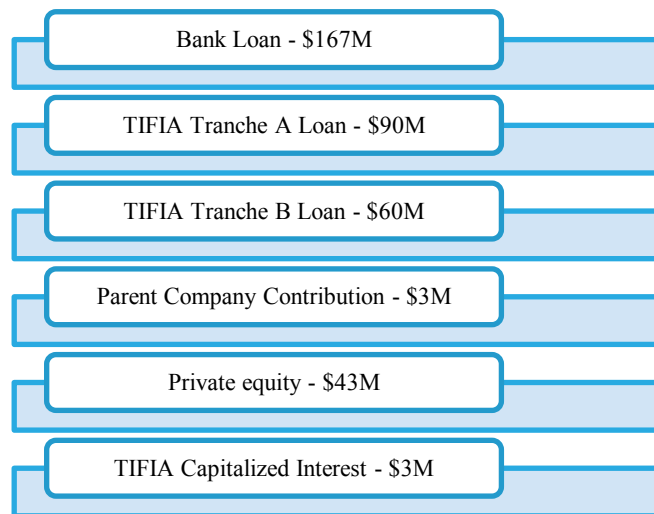 Bank Loan - $167M
TIFIA Tranche A Loan - $90M
TIFIA Tranche B Loan - $60M
Parent Company Contribution - $3M
Private equity - $43M
TIFIA Capitalized Interest - $3M